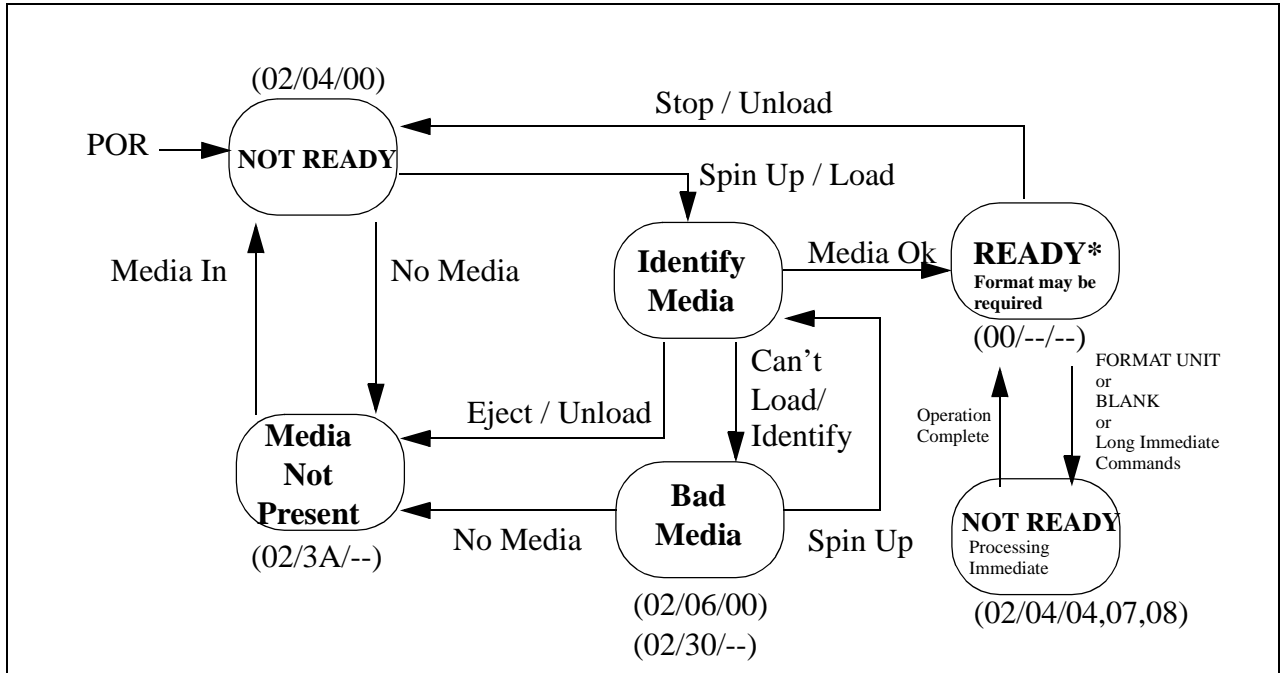 (02/04/00)
Stop / Unload
POR
NOT READY
Spin Up / Load
Media In
No Media
Identify
Media
Media Ok
READY*
Format may be
required
(00/--/--)
Can't
Load/
Identify
Eject / Unload
FORMAT UNIT
or
BLANK
or
Long Immediate
Commands
Operation
Complete
Media
Not
Present
(02/3A/--)
No Media
Bad
Media
Spin Up
(02/06/00)
(02/30/--)
NOT READY
Processing
Immediate
(02/04/04,07,08)